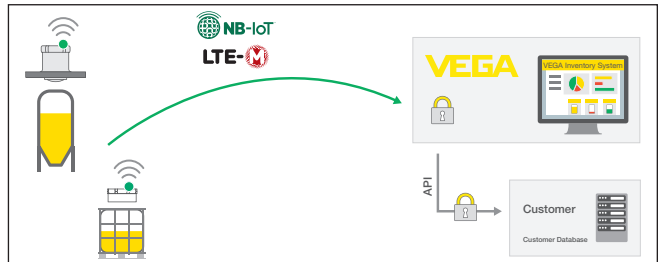 NB-IoT
LTE-M
VEGA
VEGA Inventory System
API
Customer
Customer Database